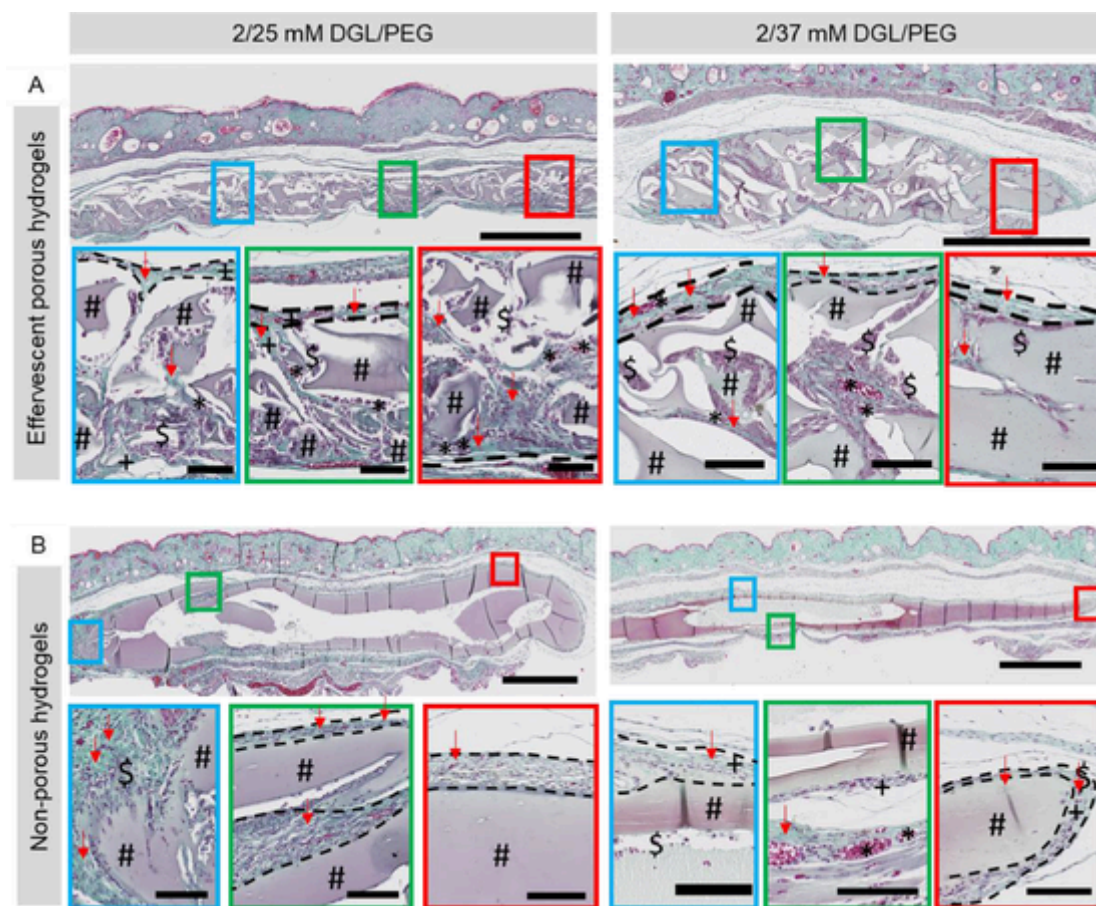 2/25 mM DGL/PEG
2/37 mM DGL/PEG
A
Effervescent porous hydrogels
+ # # # $ +
+ $ # * * # # #
# # $ * * # * * #
* # $ $ # * #
# $ $ * * #
$ # #
B
Non-porous hydrogels
# $ #
# #
#
+ # $
# + * *
$ + #